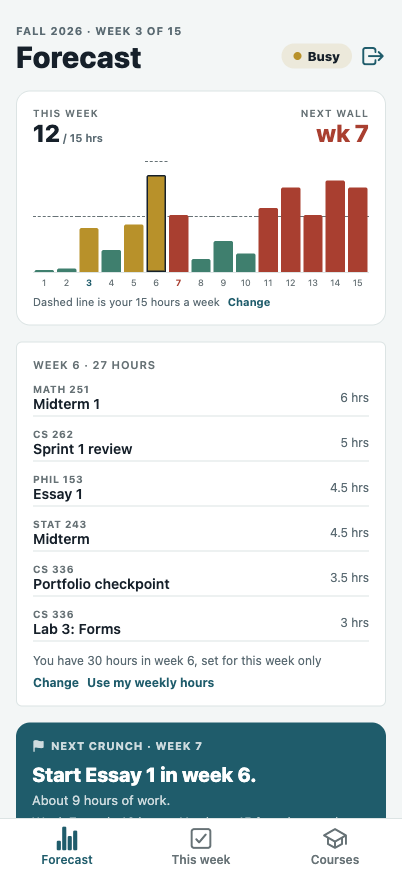 FALL 2026 · WEEK 3 OF 15
Forecast
Busy
THIS WEEK
12 / 15 hrs
NEXT WALL
wk 7
1 2 3 4 5 6 7 8 9 10 11 12 13 14 15
Dashed line is your 15 hours a week Change
WEEK 6 · 27 HOURS
MATH 251
Midterm 1
6 hrs
CS 262
Sprint 1 review
5 hrs
PHIL 153
Essay 1
4.5 hrs
STAT 243
Midterm
4.5 hrs
CS 336
Portfolio checkpoint
3.5 hrs
CS 336
Lab 3: Forms
3 hrs
You have 30 hours in week 6, set for this week only
Change Use my weekly hours
NEXT CRUNCH · WEEK 7
Start Essay 1 in week 6.
About 9 hours of work.
Forecast
This week
Courses